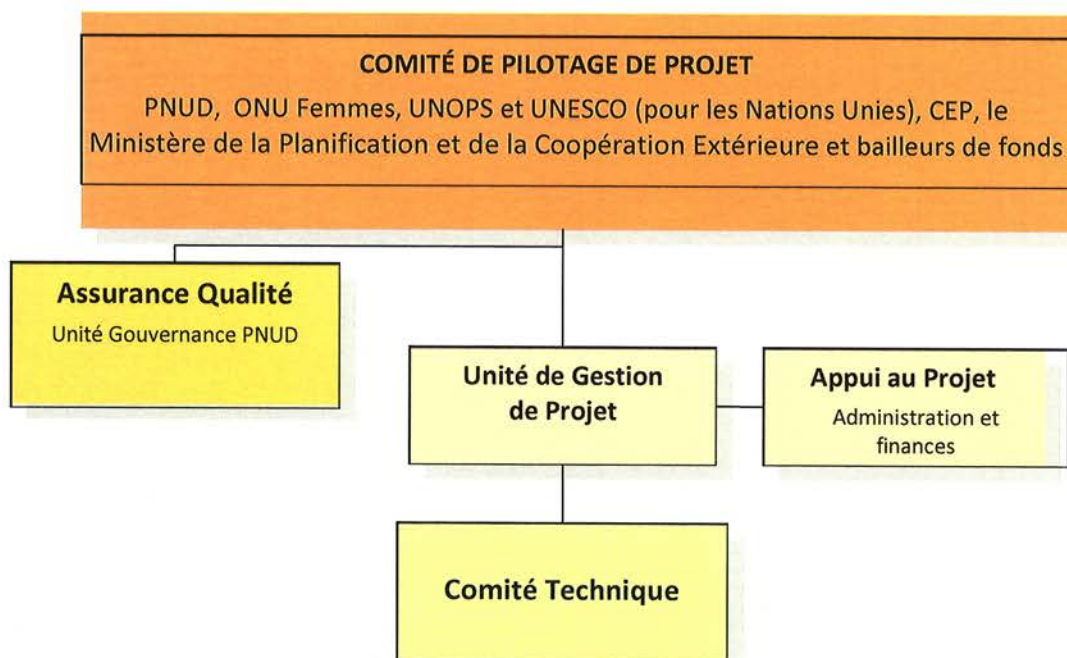 COMITÉ DE PILOTAGE DE PROJET
PNUD, ONU Femmes, UNOPS et UNESCO (pour les Nations Unies), CEP, le
Ministère de la Planification et de la Coopération Extérieure et bailleurs de fonds
Assurance Qualité
Unité Gouvernance PNUD
Unité de Gestion
de Projet
Appui au Projet
Administration et
finances
Comité Technique